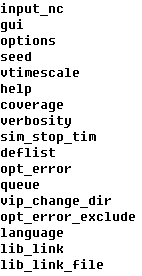 input_nc
gui
options
seed
vtimescale
help
coverage
verbosity
sim_stop_tim
deflist
opt_error
queue
vip_change_dir
opt_error_exclude
language
lib_link
lib_link_file